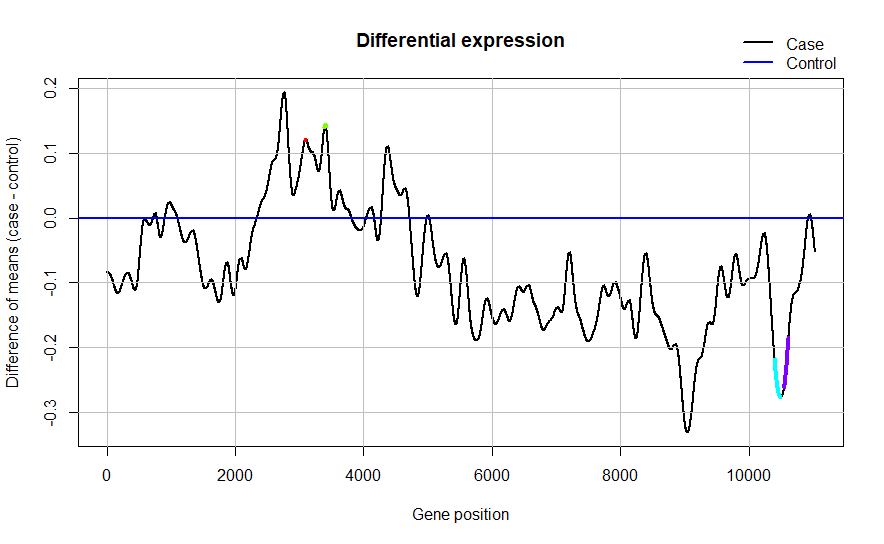 Differential expression
Case
Control
Difference of means (case - control)
0.2
0.1
0.0
-0.1
-0.2
-0.3
0
2000
4000
6000
8000
10000
Gene position